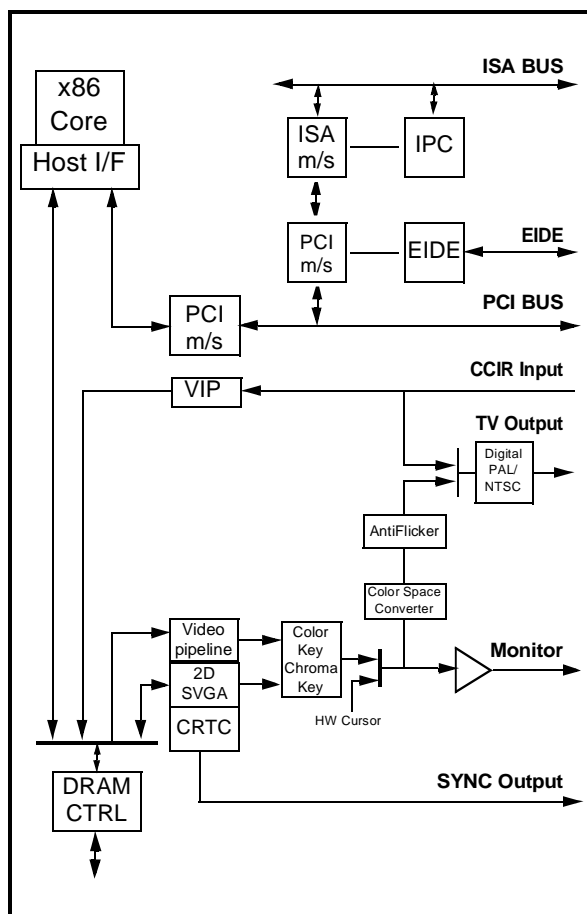 ISA BUS
x86
Core
Host I/F
ISA
m/s
IPC
PCI
m/s
EIDE
EIDE
PCI BUS
PCI
m/s
CCIR Input
VIP
TV Output
Digital
PAL/
NTSC
AntiFlicker
Color Space
Converter
Video
pipeline
Color
Key
Chroma
Key
Monitor
2D
SVGA
HW Cursor
CRTC
DRAM
CTRL
SYNC Output